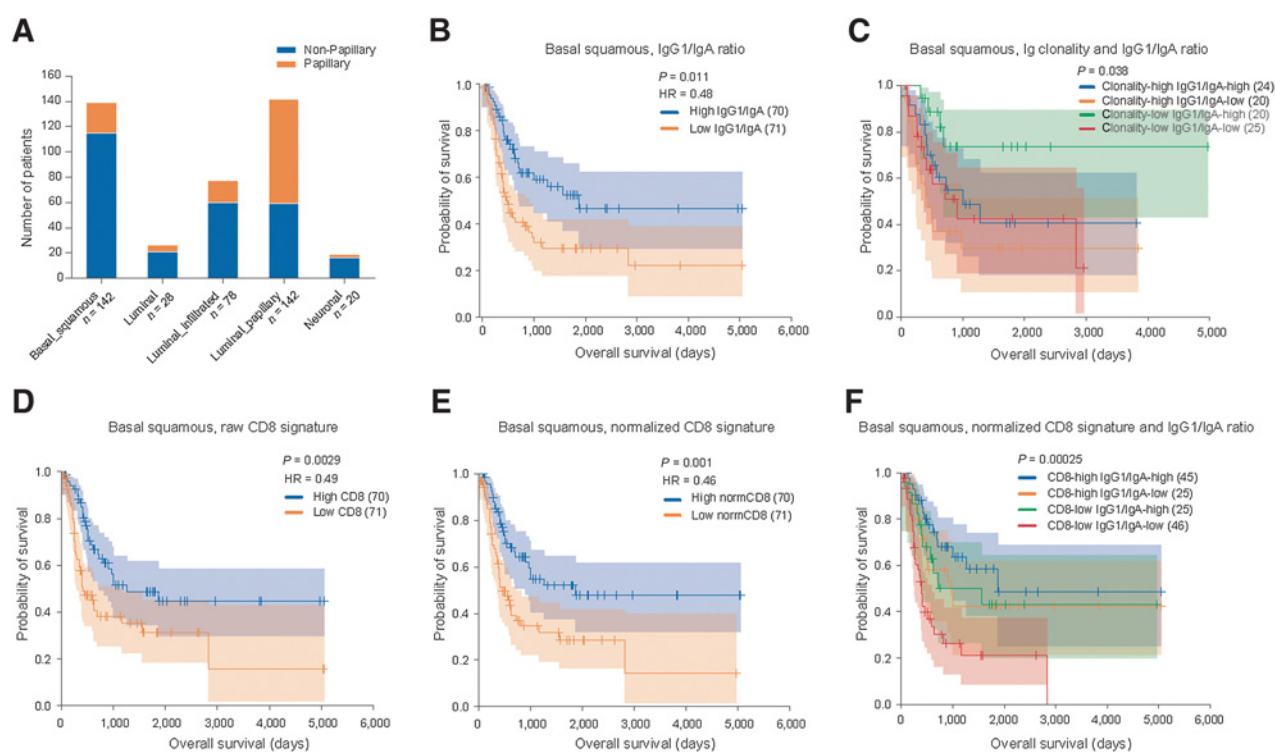 A
Non-Papillary
Papillary
Number of patients
160
140
120
100
80
60
40
20
0
Basal_squamous
n = 142
Luminal
n = 28
Luminal_infiltrated
n = 78
Luminal_papillary
n = 142
Neuronal
n = 20
B
Basal squamous, IgG1/IgA ratio
P = 0.011
HR = 0.48
High IgG1/IgA (70)
Low IgG1/IgA (71)
Probability of survival
1.0
0.8
0.6
0.4
0.2
0.0
0 1,000 2,000 3,000 4,000 5,000 6,000
Overall survival (days)
C
Basal squamous, Ig clonality and IgG1/IgA ratio
P = 0.038
Clonality-high IgG1/IgA-high (24)
Clonality-high IgG1/IgA-low (20)
Clonality-low IgG1/IgA-high (20)
Clonality-low IgG1/IgA-low (25)
Probability of survival
1.0
0.8
0.6
0.4
0.2
0.0
0 1,000 2,000 3,000 4,000 5,000
Overall survival (days)
D
Basal squamous, raw CD8 signature
P = 0.0029
HR = 0.49
High CD8 (70)
Low CD8 (71)
Probability of survival
1.0
0.8
0.6
0.4
0.2
0.0
0 1,000 2,000 3,000 4,000 5,000 6,000
Overall survival (days)
E
Basal squamous, normalized CD8 signature
P = 0.001
HR = 0.46
High normCD8 (70)
Low normCD8 (71)
Probability of survival
1.0
0.8
0.6
0.4
0.2
0.0
0 1,000 2,000 3,000 4,000 5,000 6,000
Overall survival (days)
F
Basal squamous, normalized CD8 signature and IgG1/IgA ratio
P = 0.00025
CD8-high IgG1/IgA-high (45)
CD8-high IgG1/IgA-low (25)
CD8-low IgG1/IgA-high (25)
CD8-low IgG1/IgA-low (46)
Probability of survival
1.0
0.8
0.6
0.4
0.2
0.0
0 1,000 2,000 3,000 4,000 5,000 6,000
Overall survival (days)